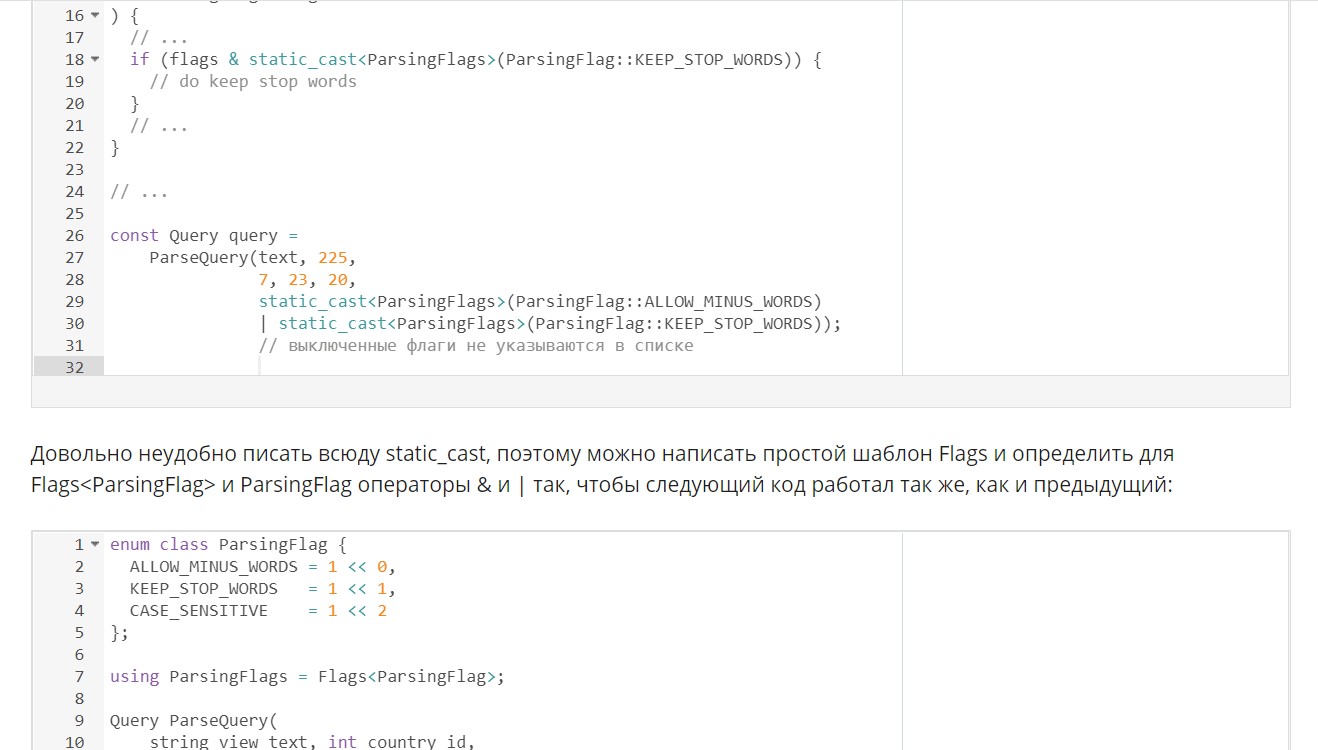 16 ) {
17 // ...
18 if (flags & static_cast<ParsingFlags>(ParsingFlag::KEEP_STOP_WORDS)) {
19 // do keep stop words
20 }
21 // ...
22 }
23
24 // ...
25
26 const Query query =
27 ParseQuery(text, 225,
28 7, 23, 20,
29 static_cast<ParsingFlags>(ParsingFlag::ALLOW_MINUS_WORDS)
30 | static_cast<ParsingFlags>(ParsingFlag::KEEP_STOP_WORDS));
31 // выключенные флаги не указываются в списке
32
Довольно неудобно писать всюду static_cast, поэтому можно написать простой шаблон Flags и определить для
Flags<ParsingFlag> и ParsingFlag операторы & и | так, чтобы следующий код работал так же, как и предыдущий:
1 enum class ParsingFlag {
2 ALLOW_MINUS_WORDS = 1 << 0,
3 KEEP_STOP_WORDS = 1 << 1,
4 CASE_SENSITIVE = 1 << 2
5 };
6
7 using ParsingFlags = Flags<ParsingFlag>;
8
9 Query ParseQuery(
10 string_view text, int country_id,